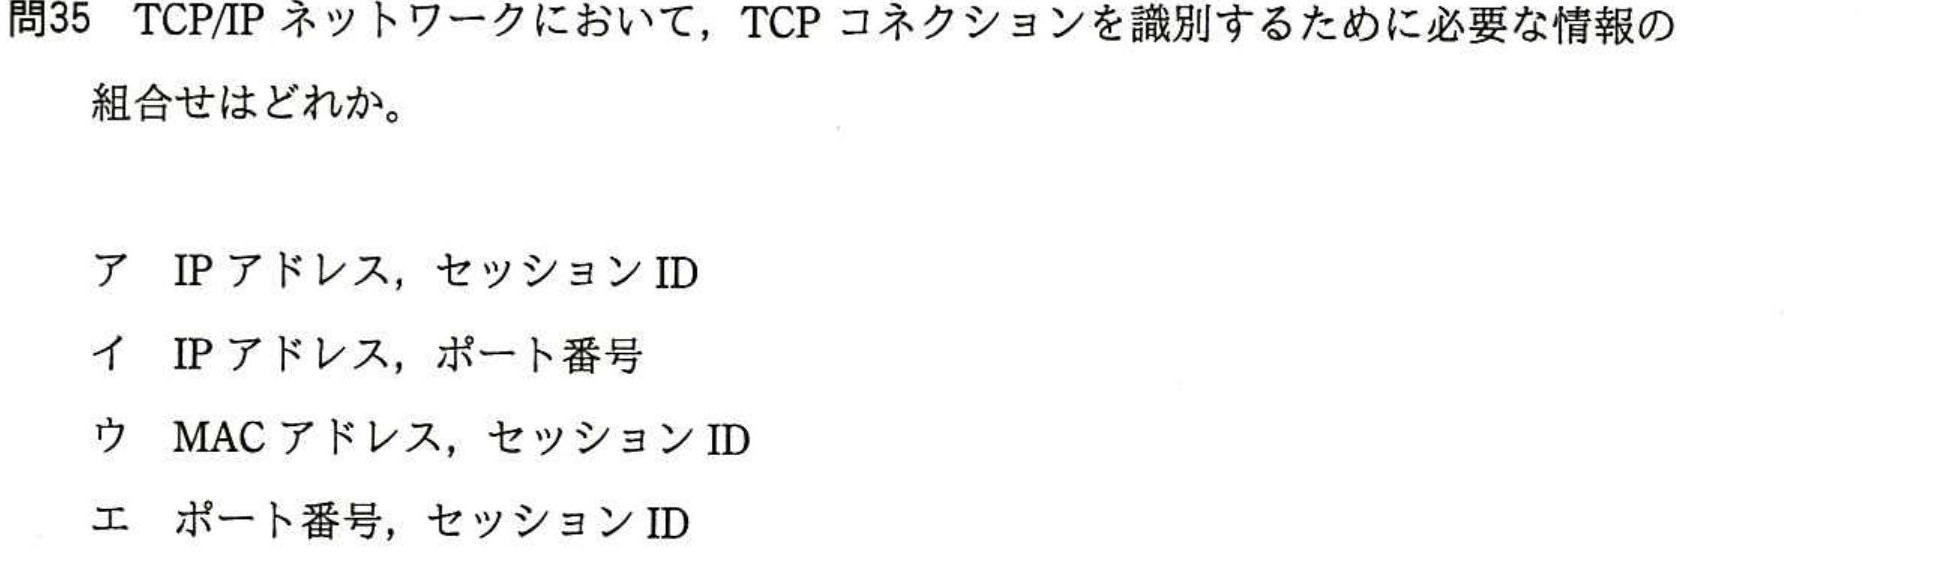 問35　TCP/IP ネットワークにおいて，TCP コネクションを識別するために必要な情報の
組合せはどれか。
ア　IP アドレス，セッション ID
イ　IP アドレス，ポート番号
ウ　MAC アドレス，セッション ID
エ　ポート番号，セッション ID